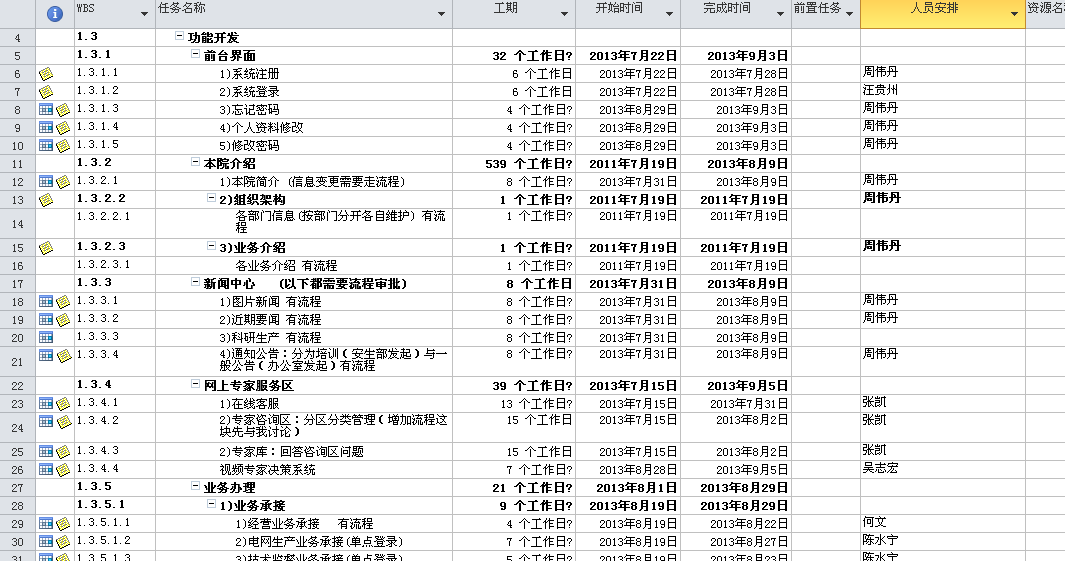 WBS 任务名称 工期 开始时间 完成时间 前置任务 人员安排 资源名
4 1.3 功能开发
5 1.3.1 前台界面 32 个工作日? 2013年7月22日 2013年9月3日
6 1.3.1.1 1)系统注册 6 个工作日 2013年7月22日 2013年7月28日 周伟丹
7 1.3.1.2 2)系统登录 6 个工作日 2013年7月22日 2013年7月28日 汪贵州
8 1.3.1.3 3)忘记密码 4 个工作日? 2013年8月29日 2013年9月3日 周伟丹
9 1.3.1.4 4)个人资料修改 4 个工作日? 2013年8月29日 2013年9月3日 周伟丹
10 1.3.1.5 5)修改密码 4 个工作日? 2013年8月29日 2013年9月3日 周伟丹
11 1.3.2 本院介绍 539 个工作日? 2011年7月19日 2013年8月9日
12 1.3.2.1 1)本院简介 (信息变更需要走流程) 8 个工作日? 2013年7月31日 2013年8月9日 周伟丹
13 1.3.2.2 2)组织架构 1 个工作日? 2011年7月19日 2011年7月19日 周伟丹
14 1.3.2.2.1 各部门信息(按部门分开各自维护) 有流 1 个工作日? 2011年7月19日 2011年7月19日
程
15 1.3.2.3 3)业务介绍 1 个工作日? 2011年7月19日 2011年7月19日 周伟丹
16 1.3.2.3.1 各业务介绍 有流程 1 个工作日? 2011年7月19日 2011年7月19日
17 1.3.3 新闻中心 (以下都需要流程审批) 8 个工作日 2013年7月31日 2013年8月9日
18 1.3.3.1 1)图片新闻 有流程 8 个工作日? 2013年7月31日 2013年8月9日 周伟丹
19 1.3.3.2 2)近期要闻 有流程 8 个工作日? 2013年7月31日 2013年8月9日 周伟丹
20 1.3.3.3 3)科研生产 有流程 8 个工作日? 2013年7月31日 2013年8月9日
21 1.3.3.4 4)通知公告：分为培训（安生部发起）与一 8 个工作日? 2013年7月31日 2013年8月9日 周伟丹
般公告（办公室发起）有流程
22 1.3.4 网上专家服务区 39 个工作日? 2013年7月15日 2013年9月5日
23 1.3.4.1 1)在线客服 13 个工作日? 2013年7月15日 2013年7月31日 张凯
24 1.3.4.2 2)专家咨询区：分区分类管理（增加流程这 15 个工作日 2013年7月15日 2013年8月2日 张凯
块先与我讨论）
25 1.3.4.3 2)专家库：回答咨询区问题 15 个工作日 2013年7月15日 2013年8月2日 张凯
26 1.3.4.4 视频专家决策系统 7 个工作日? 2013年8月28日 2013年9月5日 吴志宏
27 1.3.5 业务办理 21 个工作日? 2013年8月1日 2013年8月29日
28 1.3.5.1 1)业务承接 9 个工作日? 2013年8月19日 2013年8月29日
29 1.3.5.1.1 1)经营业务承接 有流程 4 个工作日? 2013年8月19日 2013年8月22日 何文
30 1.3.5.1.2 2)电网生产业务承接(单点登录) 7 个工作日? 2013年8月19日 2013年8月27日 陈水宁
31 1.3.5.1.3 3)技术监督业务承接(单点登录) 5 个工作日? 2013年8月19日 2013年8月23日 陈水宁